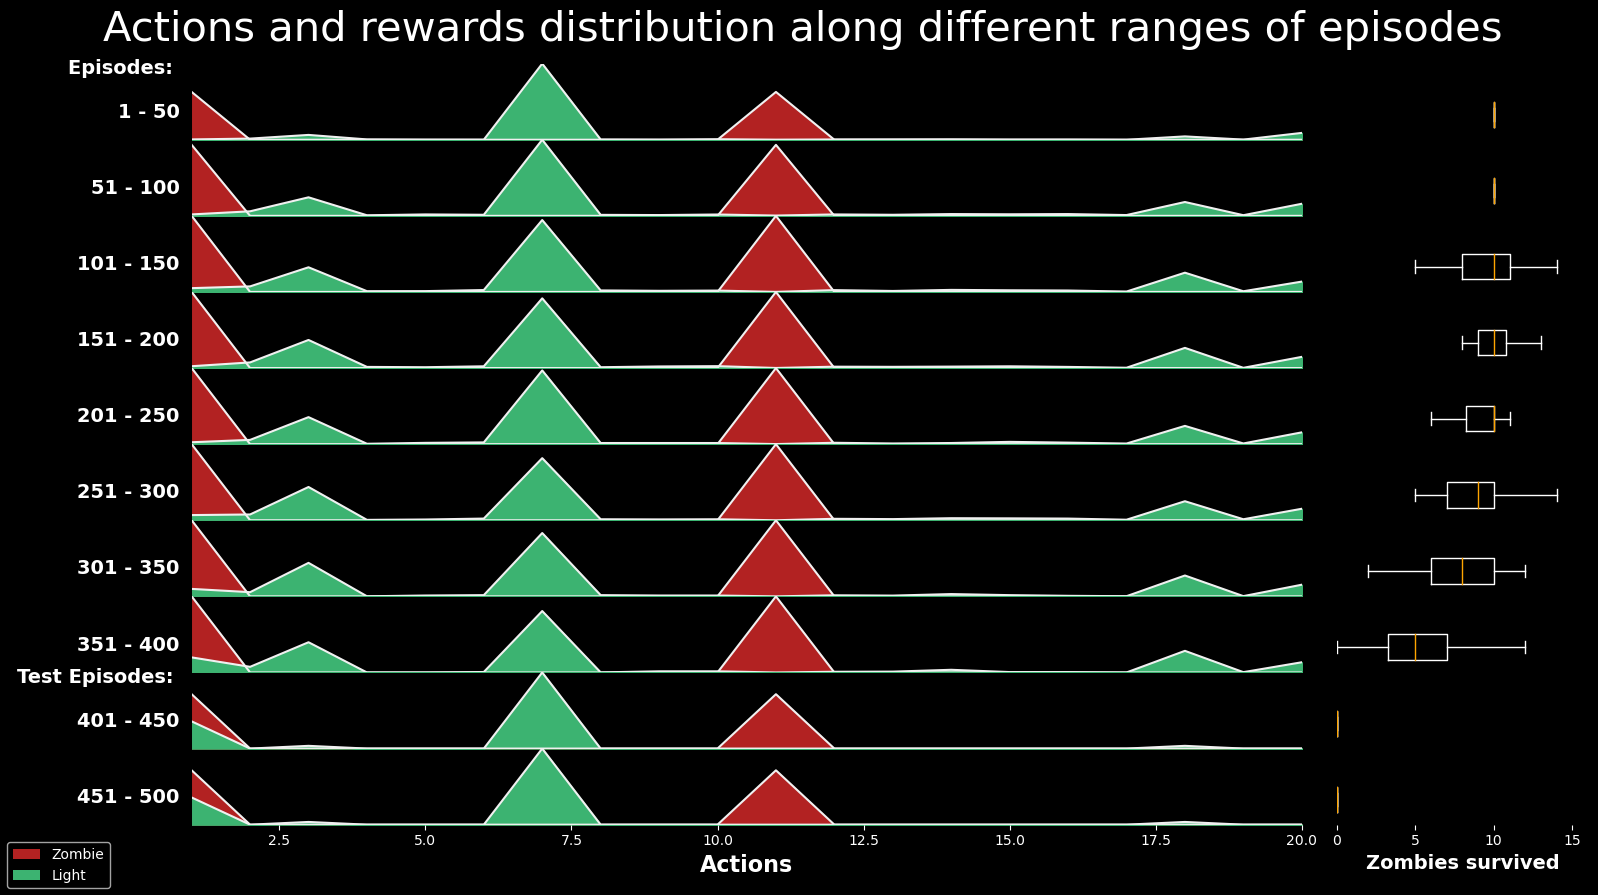 Actions and rewards distribution along different ranges of episodes
Episodes:
1 - 50
51 - 100
101 - 150
151 - 200
201 - 250
251 - 300
301 - 350
351 - 400
Test Episodes:
401 - 450
451 - 500
2.5 5.0 7.5 10.0 12.5 15.0 17.5 20.0
0 5 10 15
Actions
Zombies survived
Zombie
Light